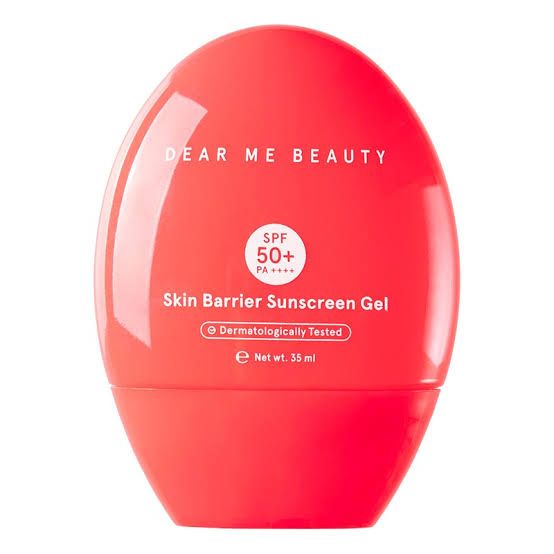 DEAR ME BEAUTY
SPF
50+
PA ++++
Skin Barrier Sunscreen Gel
Dermatologically Tested
℮ Net wt. 35 ml